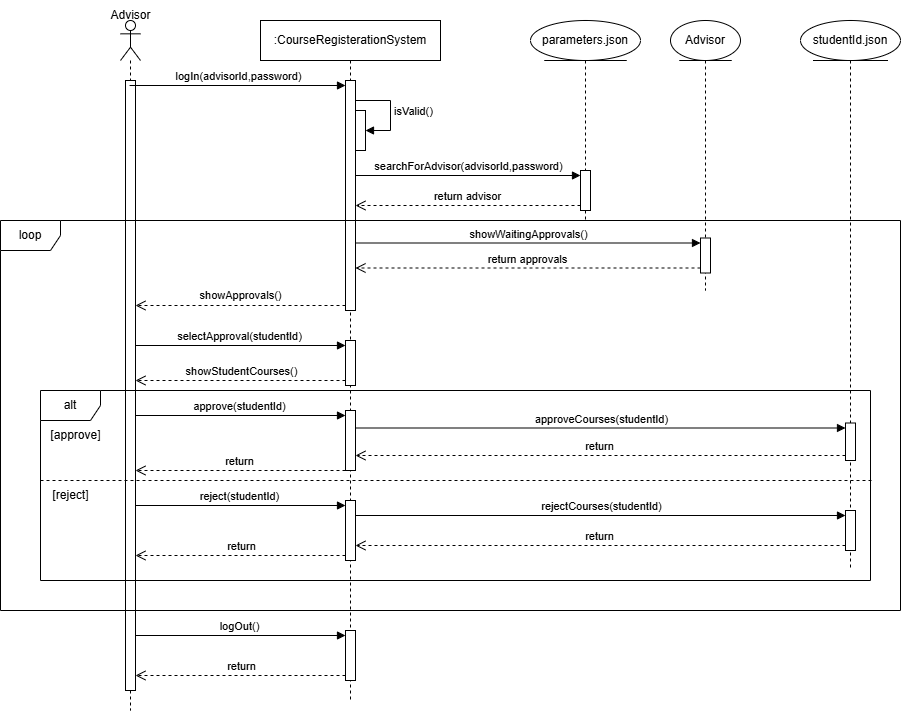 Advisor
:CourseRegisterationSystem
parameters.json
Advisor
studentId.json
logIn(advisorId,password)
isValid()
searchForAdvisor(advisorId,password)
return advisor
loop
showWaitingApprovals()
return approvals
showApprovals()
selectApproval(studentId)
showStudentCourses()
alt
approve(studentId)
approveCourses(studentId)
[approve]
return
return
[reject]
reject(studentId)
rejectCourses(studentId)
return
return
logOut()
return